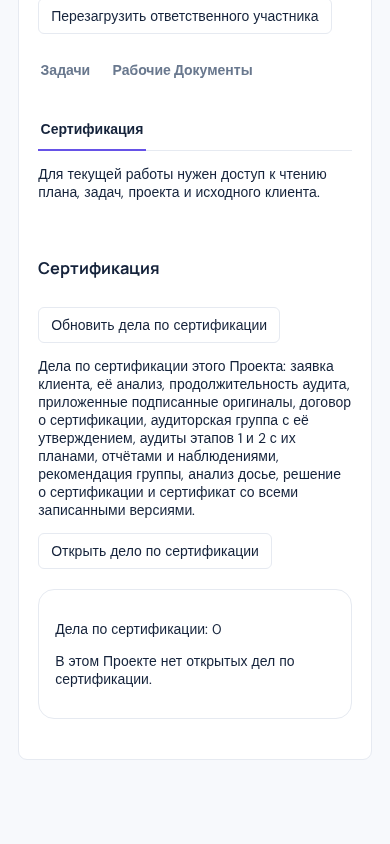 Перезагрузить ответственного участника
Задачи Рабочие Документы
Сертификация
Для текущей работы нужен доступ к чтению
плана, задач, проекта и исходного клиента.
Сертификация
Обновить дела по сертификации
Дела по сертификации этого Проекта: заявка
клиента, её анализ, продолжительность аудита,
приложенные подписанные оригиналы, договор
о сертификации, аудиторская группа с её
утверждением, аудиты этапов 1 и 2 с их
планами, отчётами и наблюдениями,
рекомендация группы, анализ досье, решение
о сертификации и сертификат со всеми
записанными версиями.
Открыть дело по сертификации
Дела по сертификации: 0
В этом Проекте нет открытых дел по
сертификации.